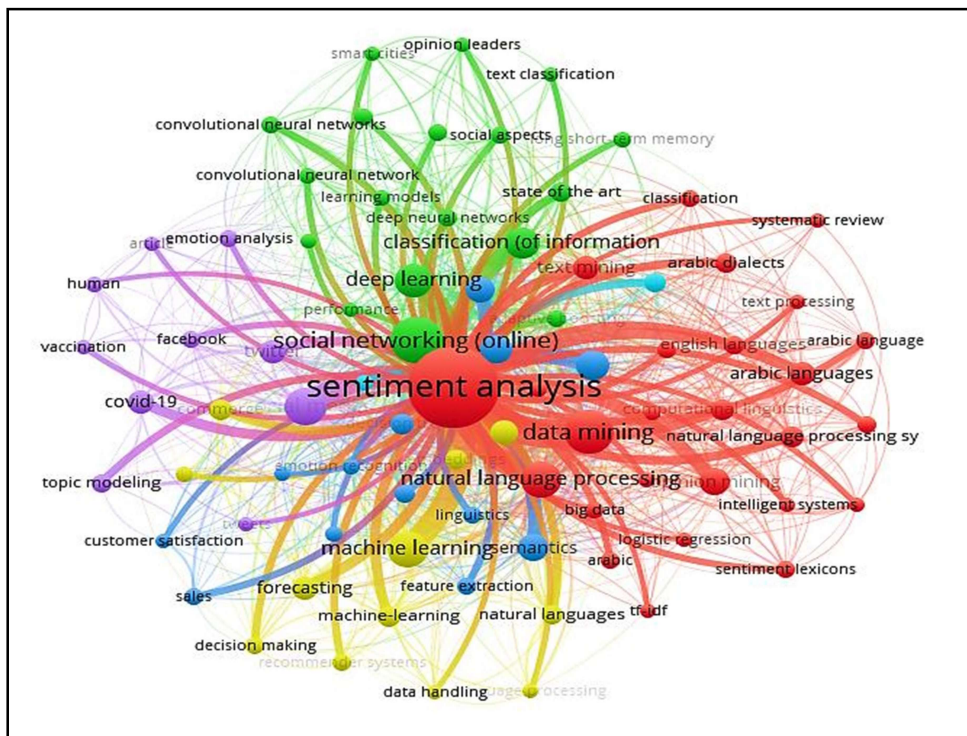 opinion leaders
smart cities
text classification
convolutional neural networks
social aspects
long short-term memory
convolutional neural network
state of the art
learning models
classification
deep neural networks
systematic review
article
emotion analysis
classification (of information
text mining
arabic dialects
deep learning
human
performance
text processing
adaptive boosting
social networking (online)
facebook
vaccination
twitter
english languages
arabic language
sentiment analysis
arabic languages
covid-19
commerce
computational linguistics
data mining
natural language processing sy
emotion recognition
natural language processing
opinion mining
topic modeling
big data
intelligent systems
linguistics
tweets
customer satisfaction
machine learning
semantics
logistic regression
arabic
sentiment lexicons
forecasting
feature extraction
sales
machine-learning
natural languages
tf-idf
decision making
recommender systems
data handling